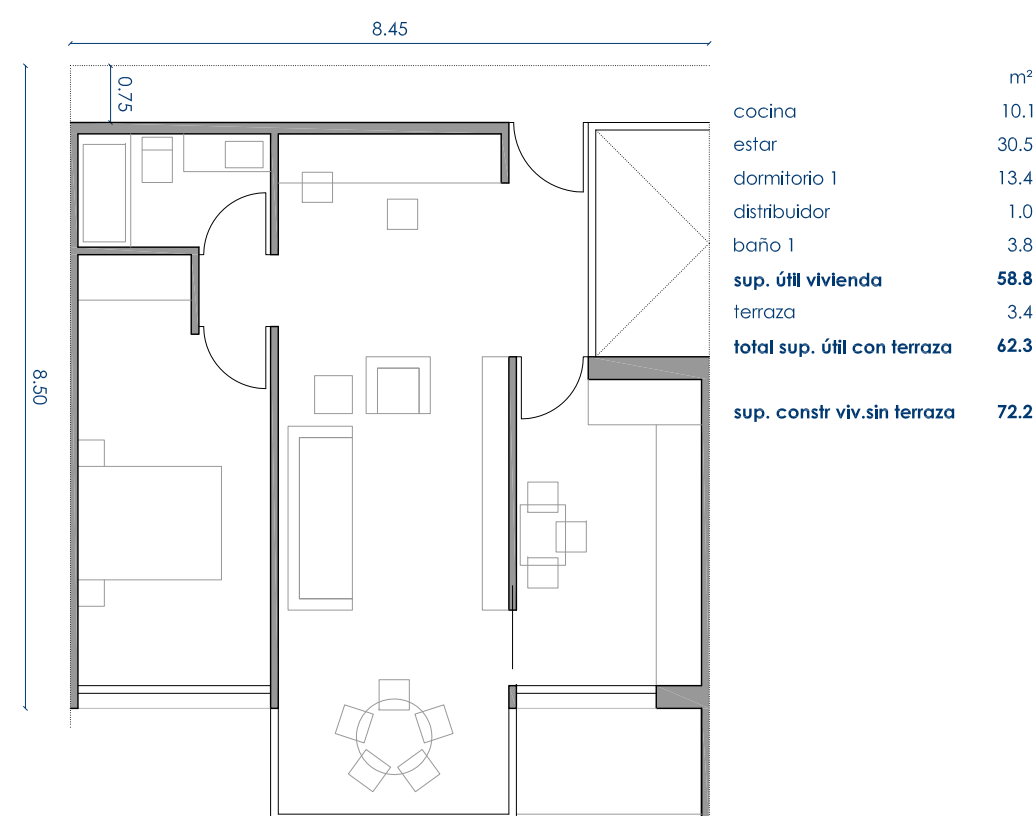 8.45
0.75
8.50
m²
cocina 10.1
estar 30.5
dormitorio 1 13.4
distribuidor 1.0
baño 1 3.8
sup. útil vivienda 58.8
terraza 3.4
total sup. útil con terraza 62.3
sup. constr viv.sin terraza 72.2